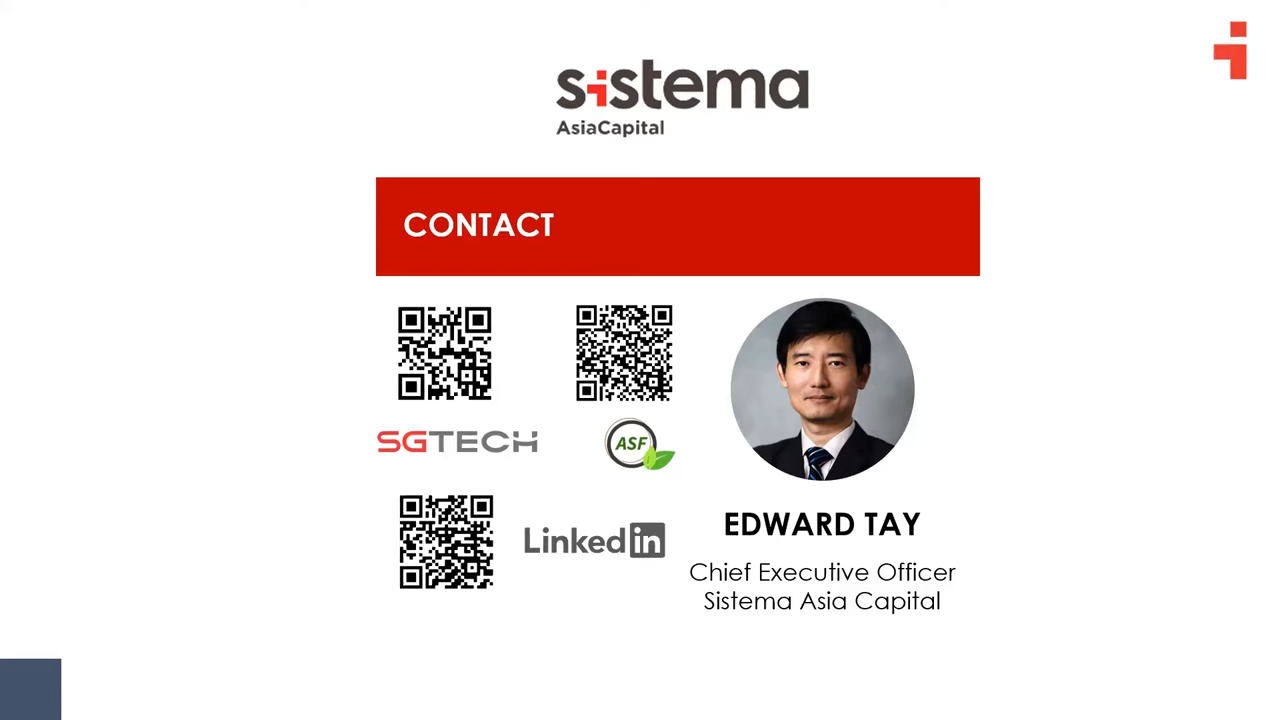 sistema
AsiaCapital
CONTACT
SGTECH
ASF
LinkedIn
EDWARD TAY
Chief Executive Officer
Sistema Asia Capital